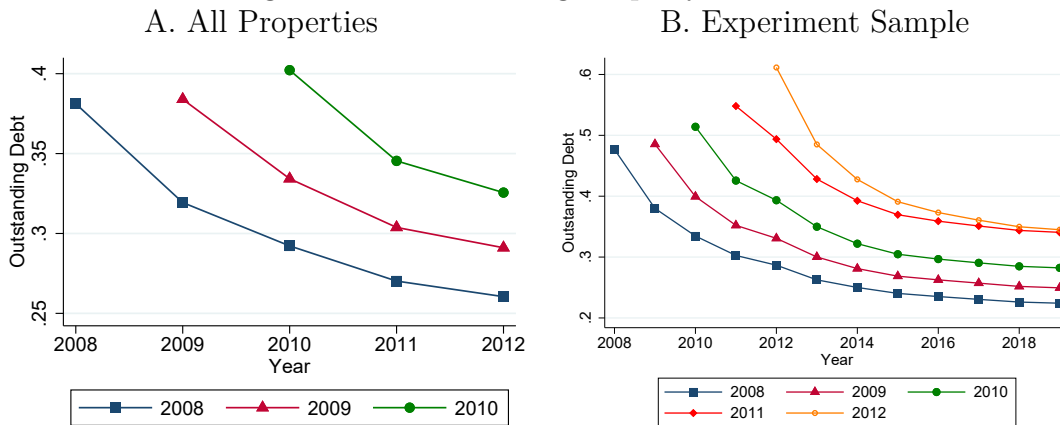 A. All Properties
.4
.35
.3
.25
Outstanding Debt
2008 2009 2010 2011 2012
Year
2008 2009 2010
B. Experiment Sample
.6
.5
.4
.3
.2
Outstanding Debt
2008 2010 2012 2014 2016 2018
Year
2008 2009 2010
2011 2012